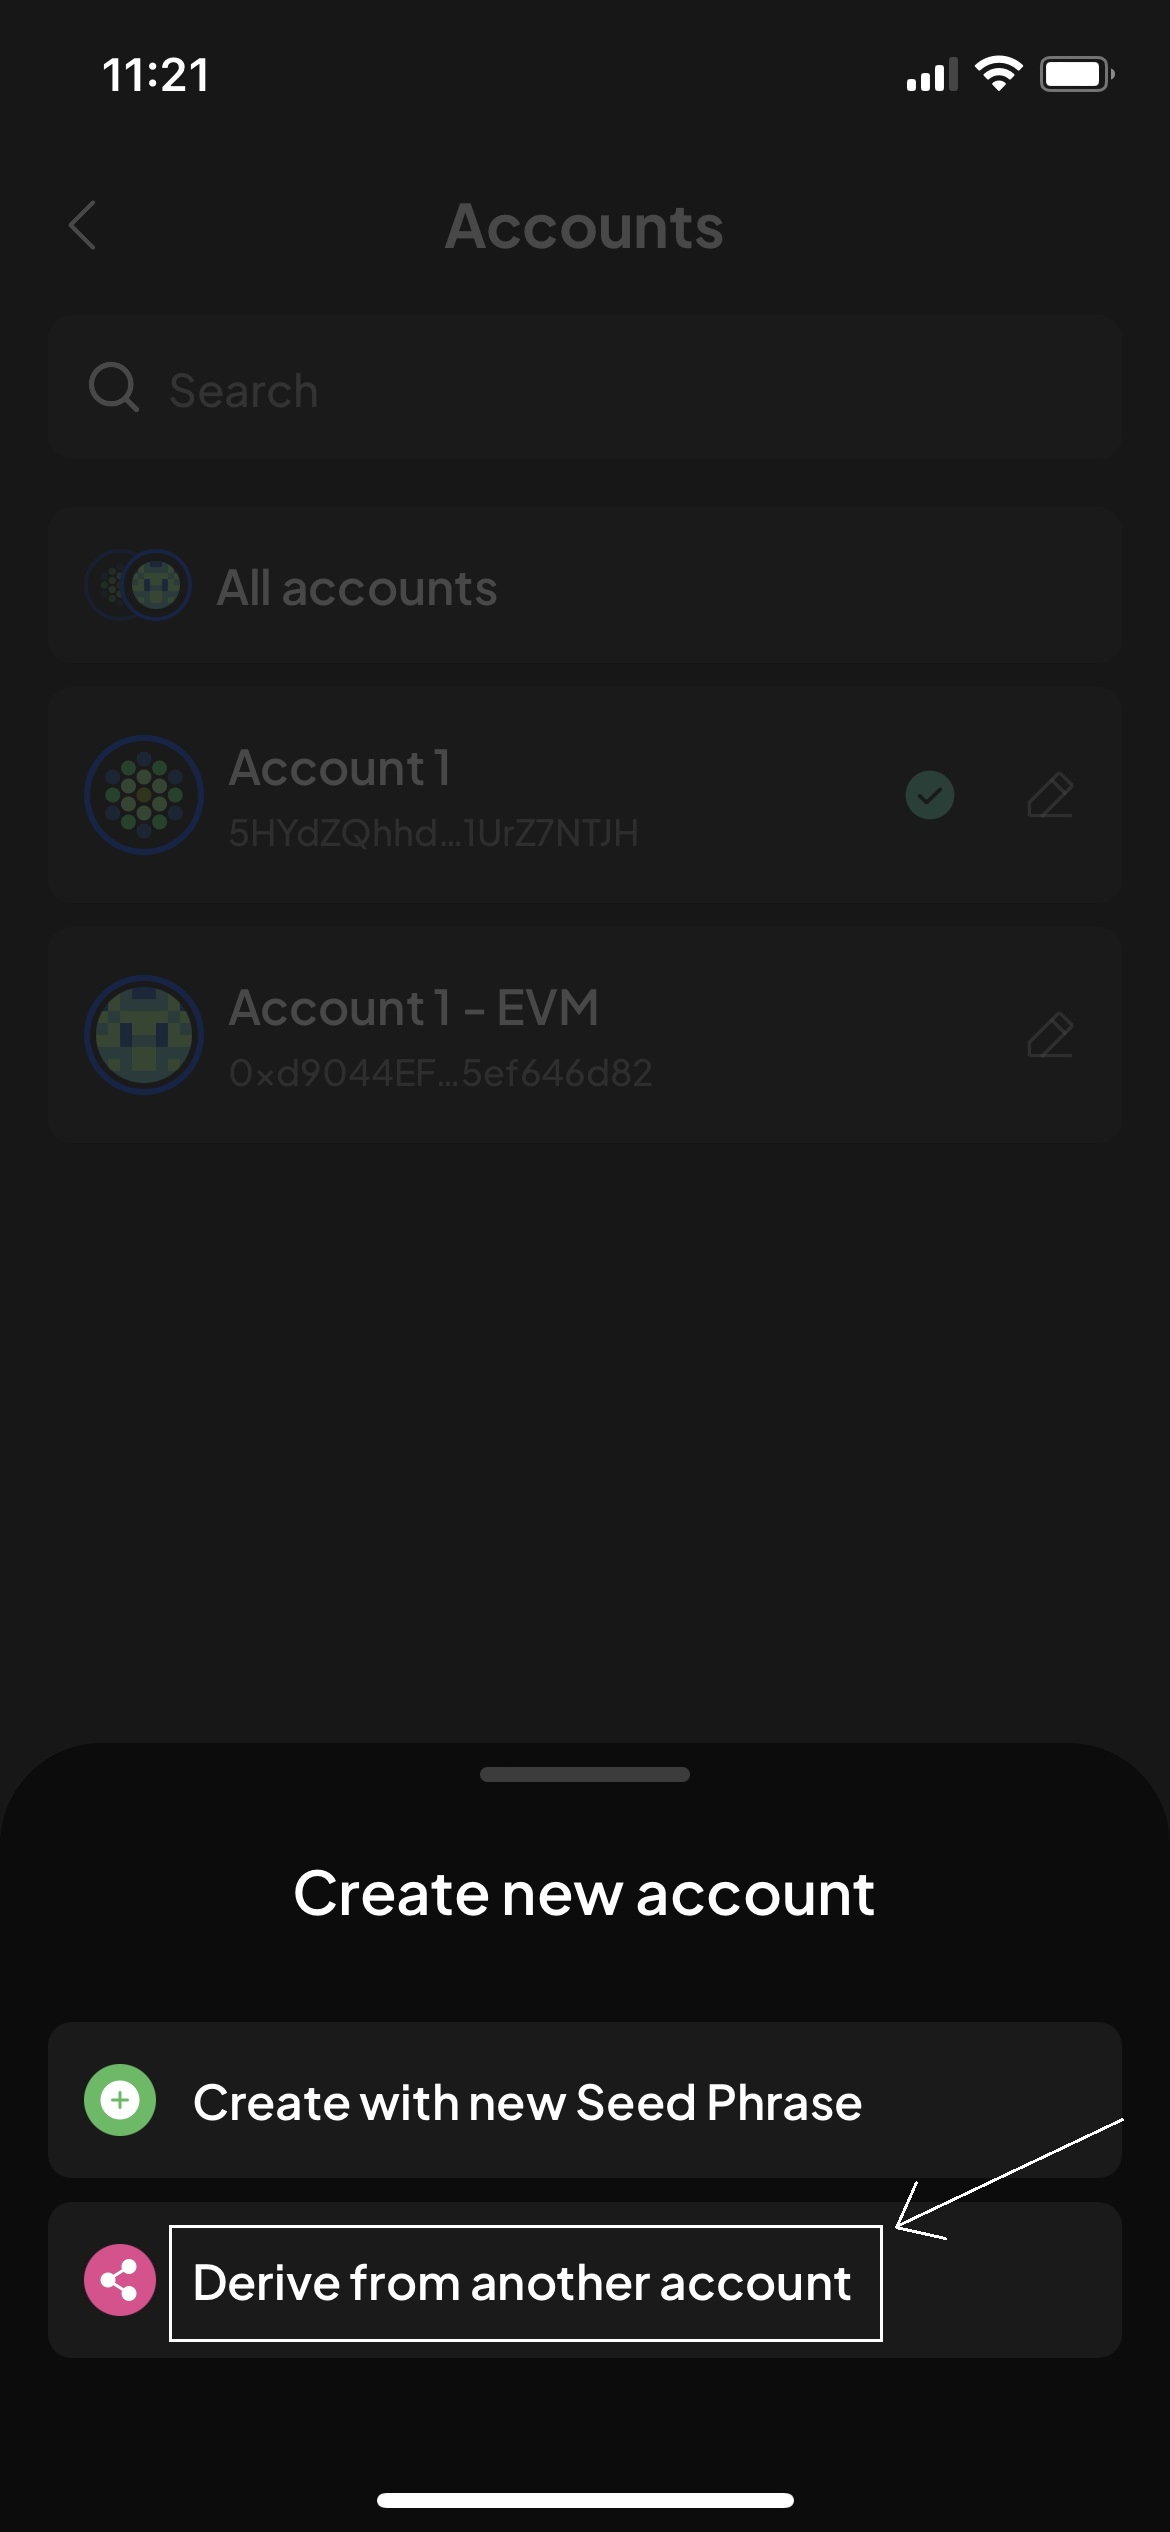 11:21
Accounts
Search
All accounts
Account 1
5HYdZQhhd...1UrZ7NTJH
Account 1 - EVM
0xd9044EF...5ef646d82
Create new account
Create with new Seed Phrase
Derive from another account